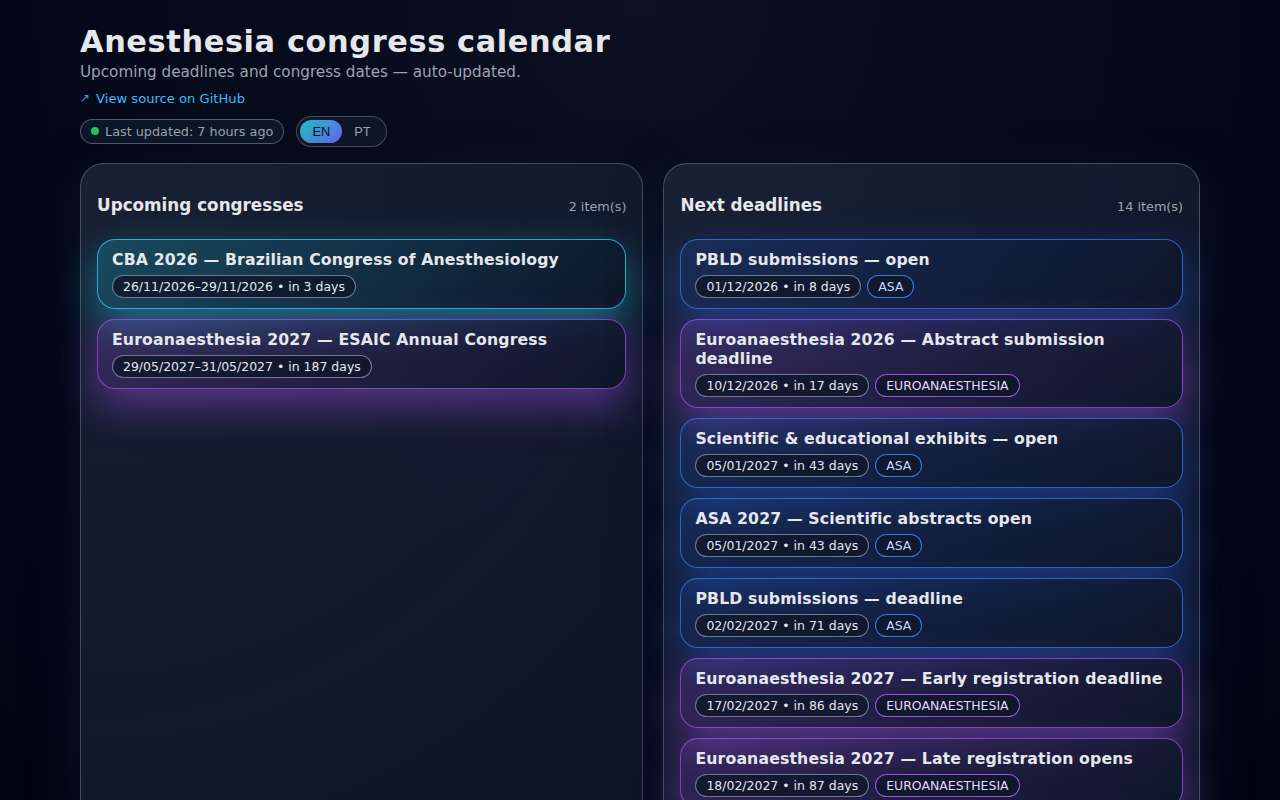 Anesthesia congress calendar
Upcoming deadlines and congress dates — auto-updated.
↗ View source on GitHub
Last updated: 7 hours ago
EN PT
Upcoming congresses
2 item(s)
CBA 2026 — Brazilian Congress of Anesthesiology
26/11/2026–29/11/2026 • in 3 days
Euroanaesthesia 2027 — ESAIC Annual Congress
29/05/2027–31/05/2027 • in 187 days
Next deadlines
14 item(s)
PBLD submissions — open
01/12/2026 • in 8 days ASA
Euroanaesthesia 2026 — Abstract submission
deadline
10/12/2026 • in 17 days EUROANAESTHESIA
Scientific & educational exhibits — open
05/01/2027 • in 43 days ASA
ASA 2027 — Scientific abstracts open
05/01/2027 • in 43 days ASA
PBLD submissions — deadline
02/02/2027 • in 71 days ASA
Euroanaesthesia 2027 — Early registration deadline
17/02/2027 • in 86 days EUROANAESTHESIA
Euroanaesthesia 2027 — Late registration opens
18/02/2027 • in 87 days EUROANAESTHESIA